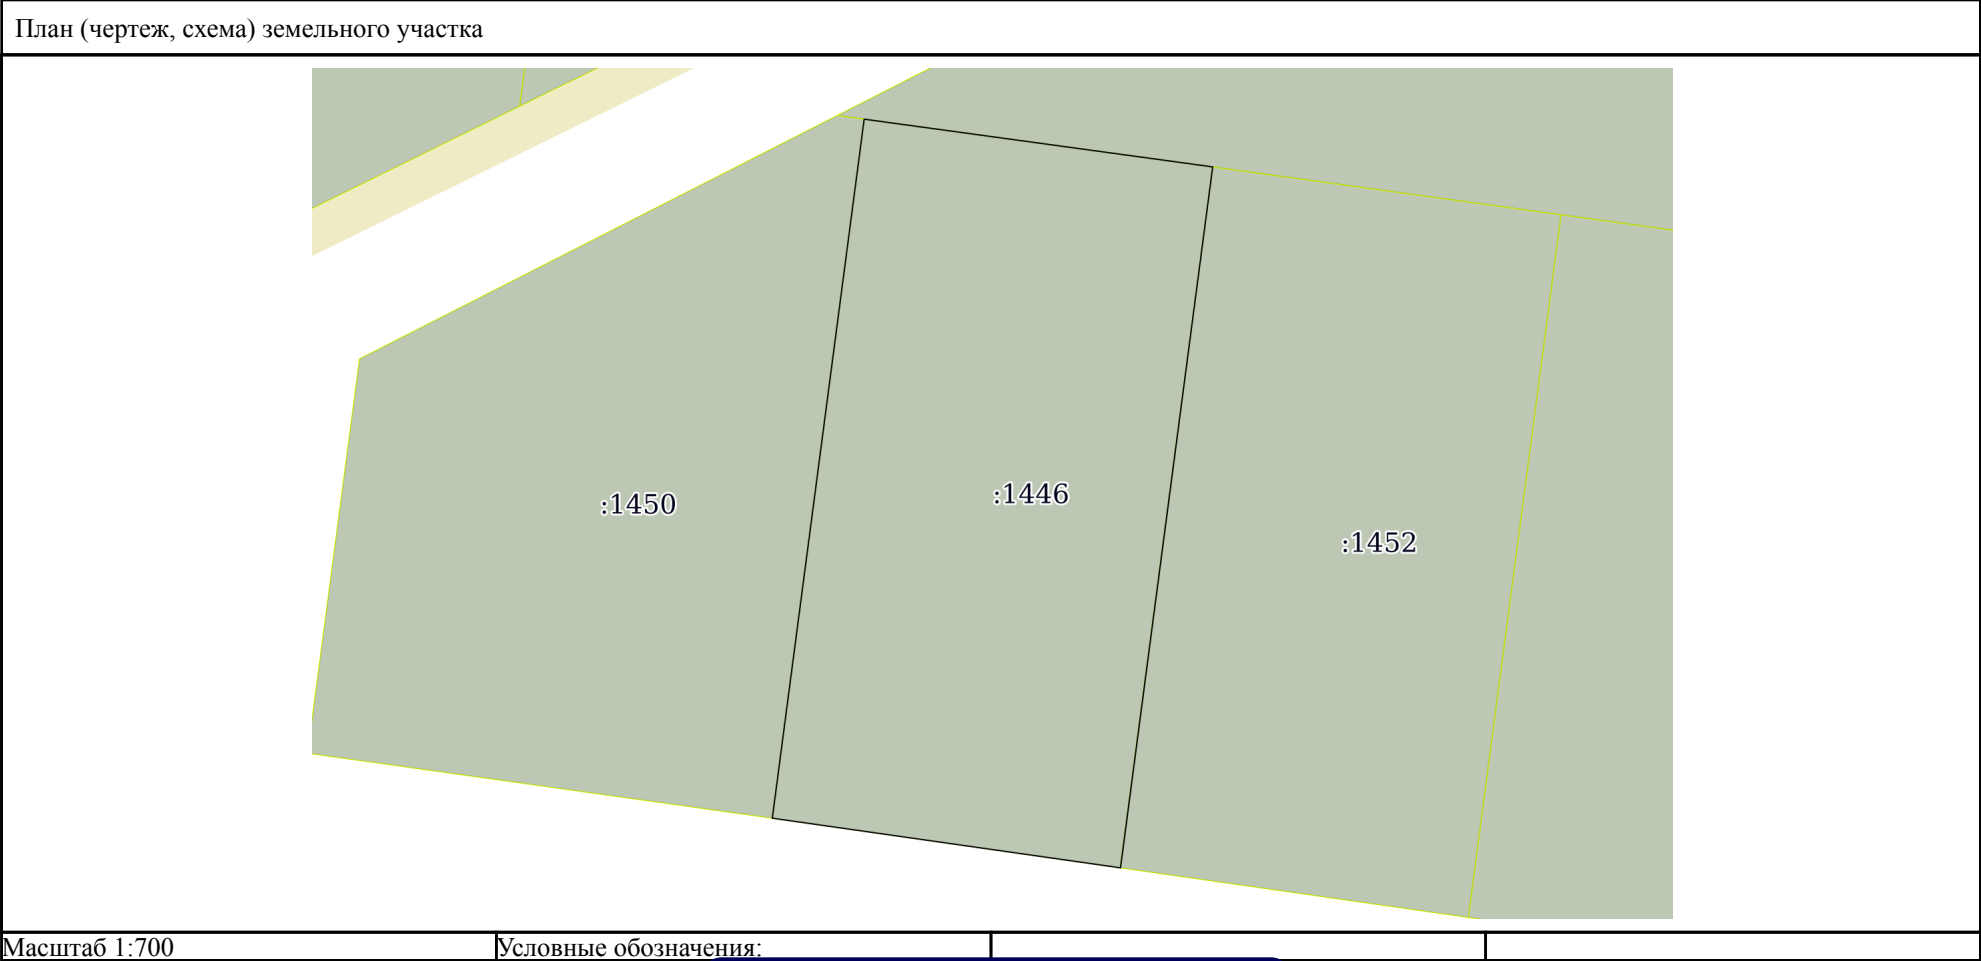 План (чертеж, схема) земельного участка
:1446
:1450
:1452
Масштаб 1:700
Условные обозначения: